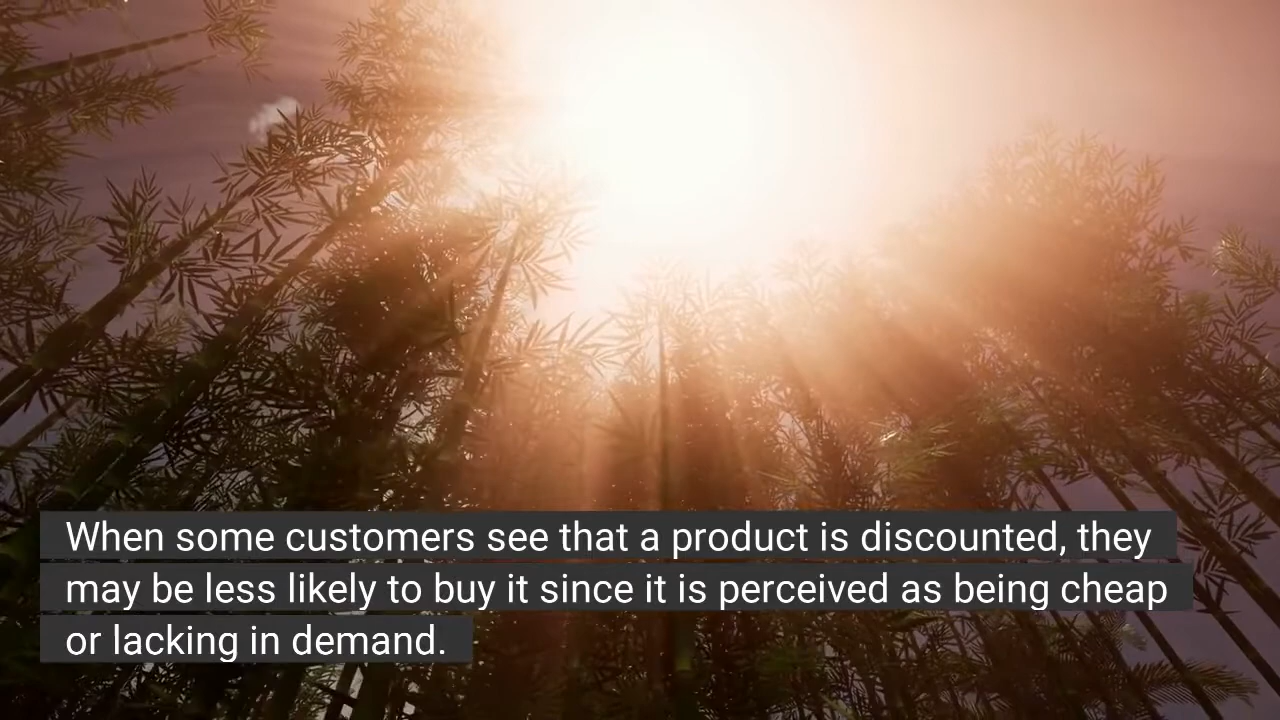 When some customers see that a product is discounted, they
may be less likely to buy it since it is perceived as being cheap
or lacking in demand.